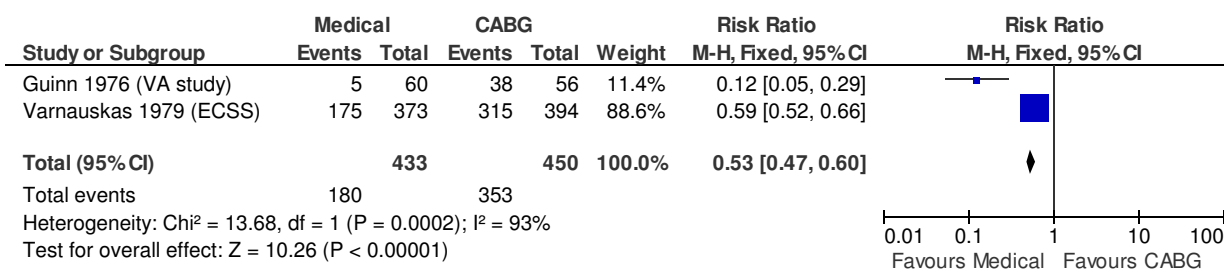 Medical CABG Risk Ratio Risk Ratio
Study or Subgroup Events Total Events Total Weight M-H, Fixed, 95% CI M-H, Fixed, 95% CI
Guinn 1976 (VA study) 5 60 38 56 11.4% 0.12 [0.05, 0.29]
Varnauskas 1979 (ECSS) 175 373 315 394 88.6% 0.59 [0.52, 0.66]
Total (95% CI) 433 450 100.0% 0.53 [0.47, 0.60]
Total events 180 353
Heterogeneity: Chi² = 13.68, df = 1 (P = 0.0002); I² = 93%
Test for overall effect: Z = 10.26 (P < 0.00001)
0.01 0.1 1 10 100
Favours Medical Favours CABG